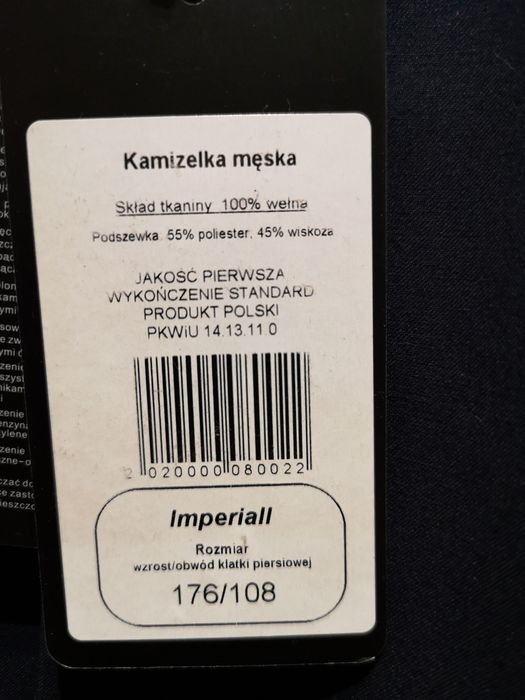 Kamizelka męska
Skład tkaniny 100% wełna
Podszewka 55% poliester, 45% wiskoza
JAKOŚĆ PIERWSZA
WYKOŃCZENIE STANDARD
PRODUKT POLSKI
PKWiU 14.13.11.0
2 020000 080022
Imperiall
Rozmiar
wzrost/obwód klatki piersiowej
176/108